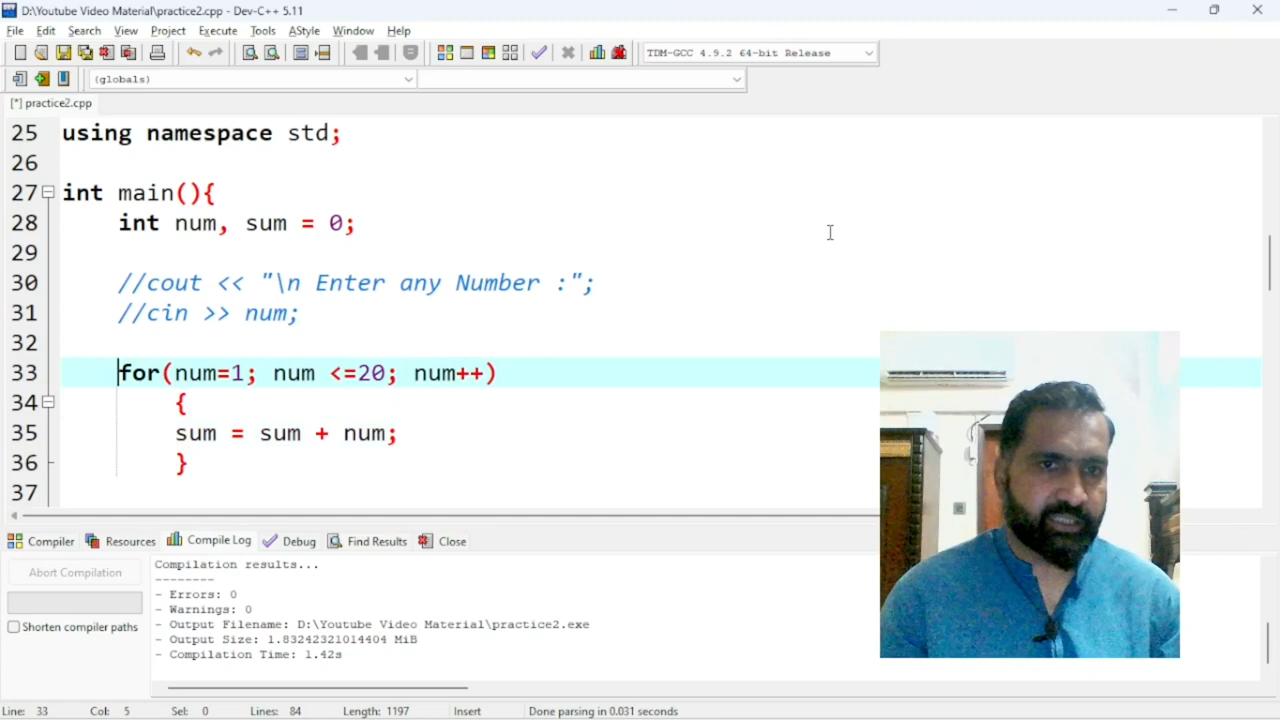 D:\Youtube Video Material\practice2.cpp - Dev-C++ 5.11
File Edit Search View Project Execute Tools AStyle Window Help
TDM-GCC 4.9.2 64-bit Release
(globals)
[*] practice2.cpp
25 using namespace std;
26
27 int main(){
28 int num, sum = 0;
29
30 //cout << "\n Enter any Number :";
31 //cin >> num;
32
33 for(num=1; num <=20; num++)
34 {
35 sum = sum + num;
36 }
37
Compiler Resources Compile Log Debug Find Results Close
Abort Compilation
Shorten compiler paths
Compilation results...
--------
- Errors: 0
- Warnings: 0
- Output Filename: D:\Youtube Video Material\practice2.exe
- Output Size: 1.83242321014404 MiB
- Compilation Time: 1.42s
Line: 33 Col: 5 Sel: 0 Lines: 84 Length: 1197 Insert Done parsing in 0.031 seconds